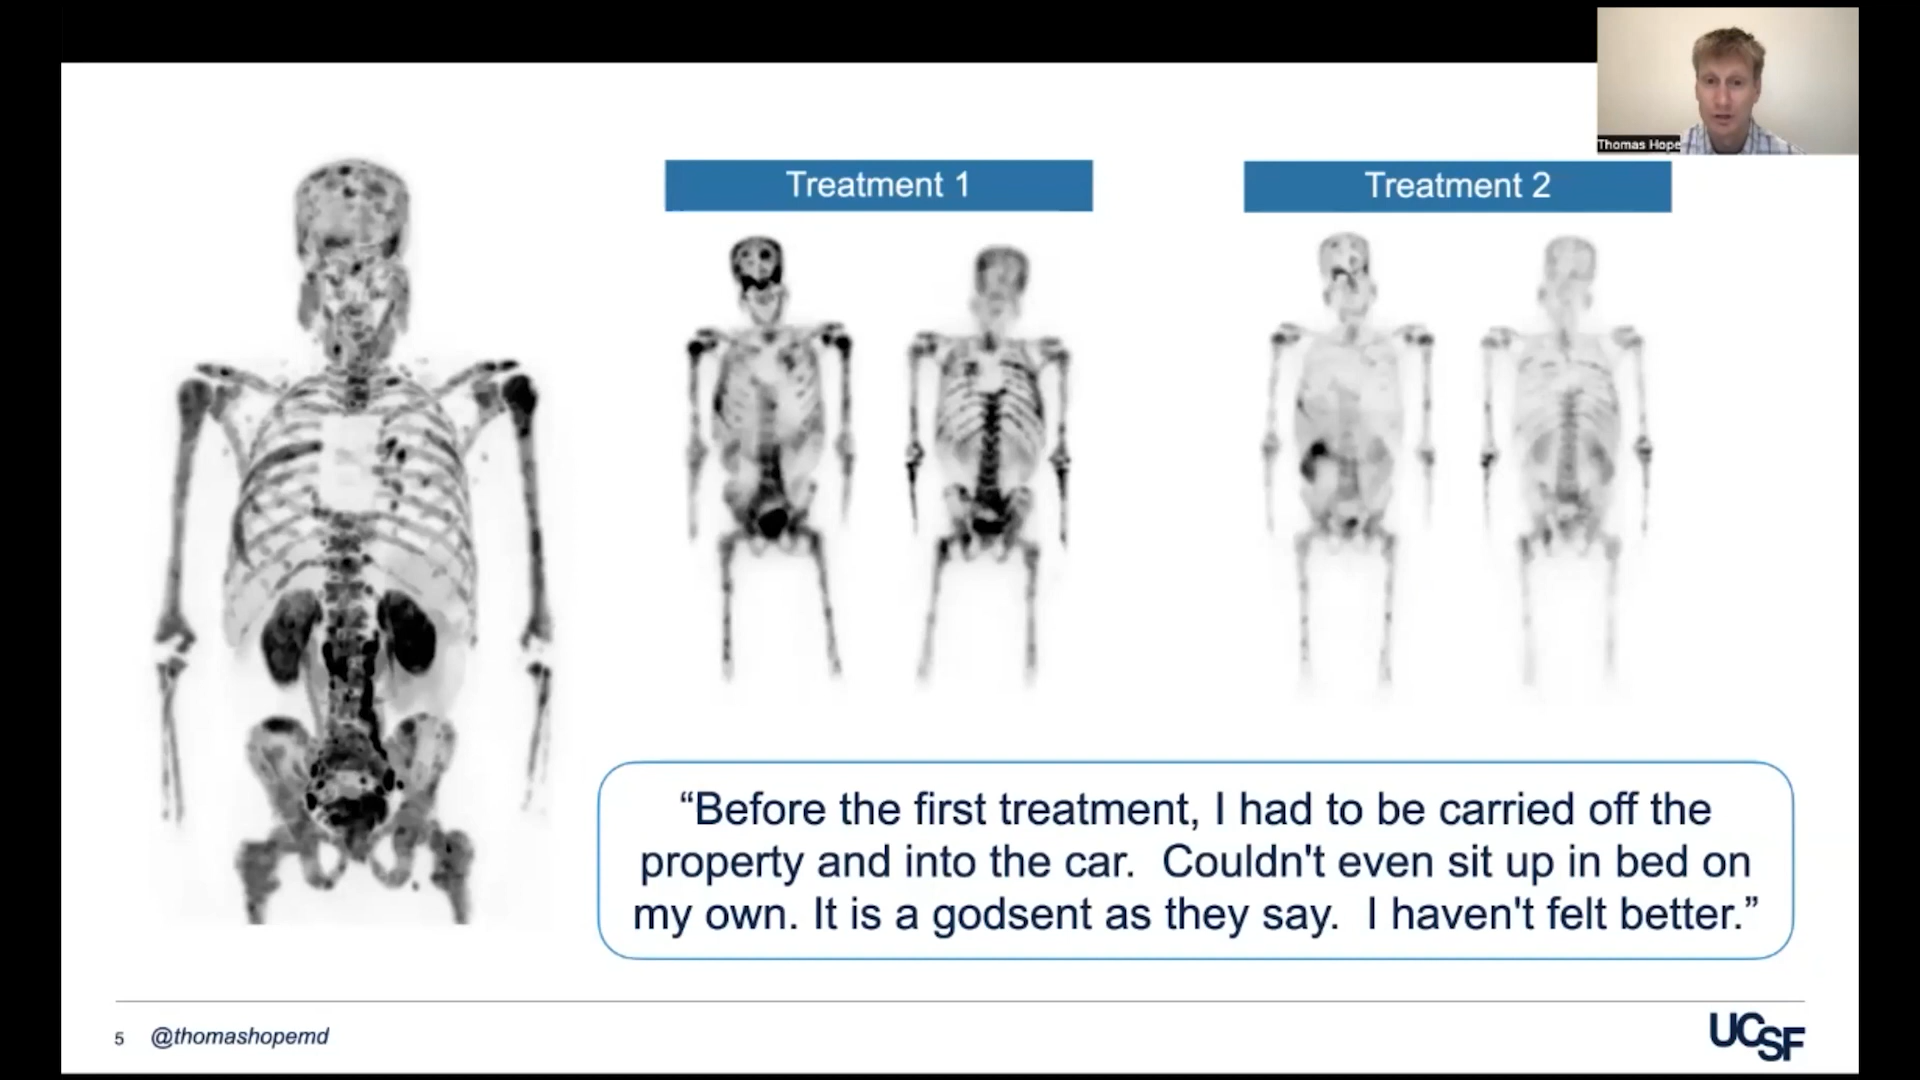 Thomas Hope
Treatment 1
Treatment 2
“Before the first treatment, I had to be carried off the
property and into the car.  Couldn't even sit up in bed on
my own. It is a godsent as they say.  I haven't felt better.”
5 @thomashopemd
UCSF